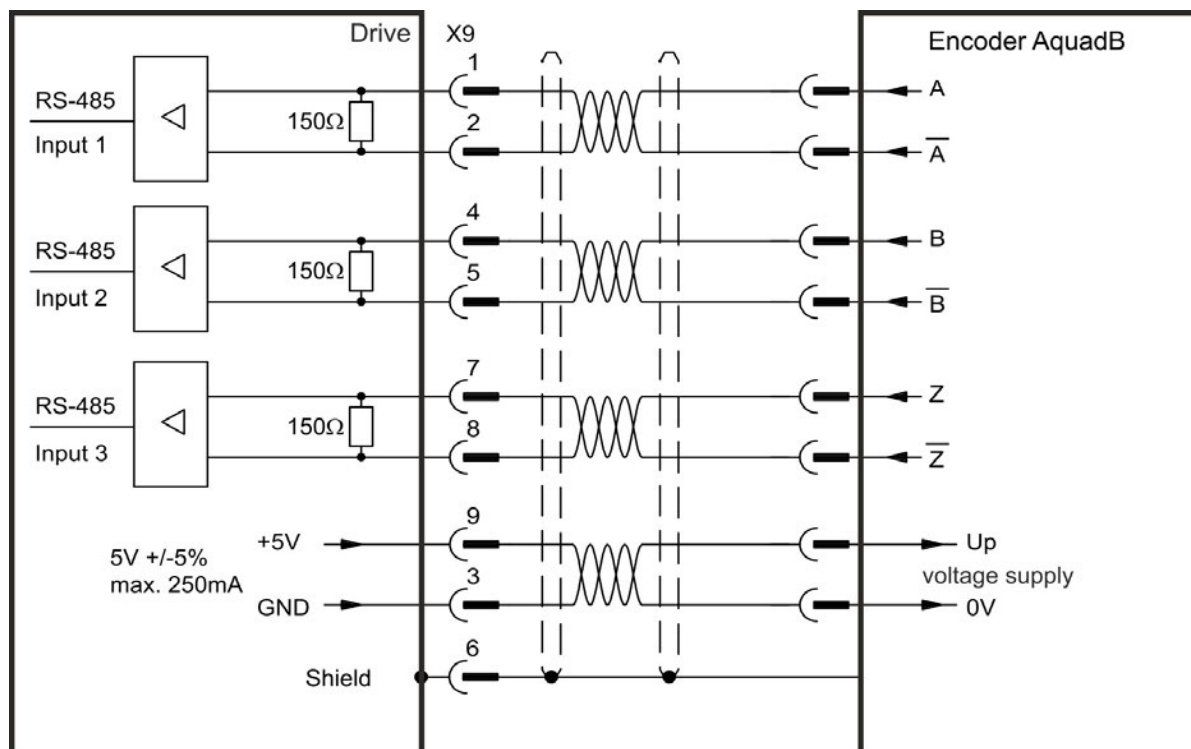 Drive
X9
Encoder AquadB
RS-485
Input 1
150Ω
1
2
A
A̅
RS-485
Input 2
150Ω
4
5
B
B̅
RS-485
Input 3
150Ω
7
8
Z
Z̅
5V +/-5%
max. 250mA
+5V
GND
9
3
Up
voltage supply
0V
Shield
6